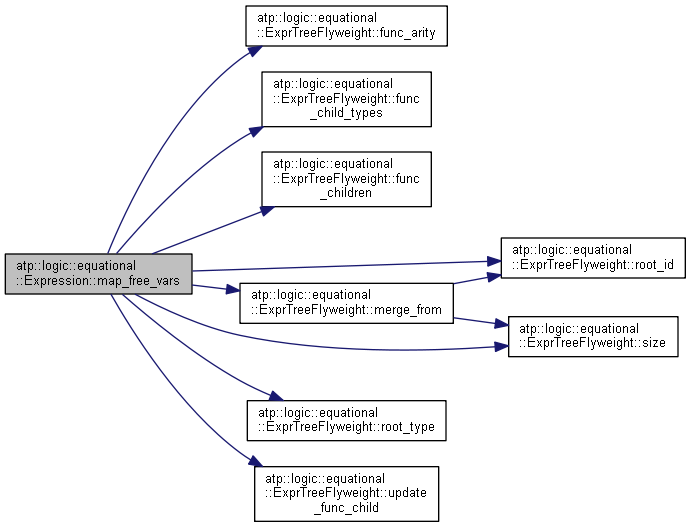 atp::logic::equational
::ExprTreeFlyweight::func_arity
atp::logic::equational
::ExprTreeFlyweight::func
_child_types
atp::logic::equational
::ExprTreeFlyweight::func
_children
atp::logic::equational
::Expression::map_free_vars
atp::logic::equational
::ExprTreeFlyweight::root_id
atp::logic::equational
::ExprTreeFlyweight::merge_from
atp::logic::equational
::ExprTreeFlyweight::size
atp::logic::equational
::ExprTreeFlyweight::root_type
atp::logic::equational
::ExprTreeFlyweight::update
_func_child